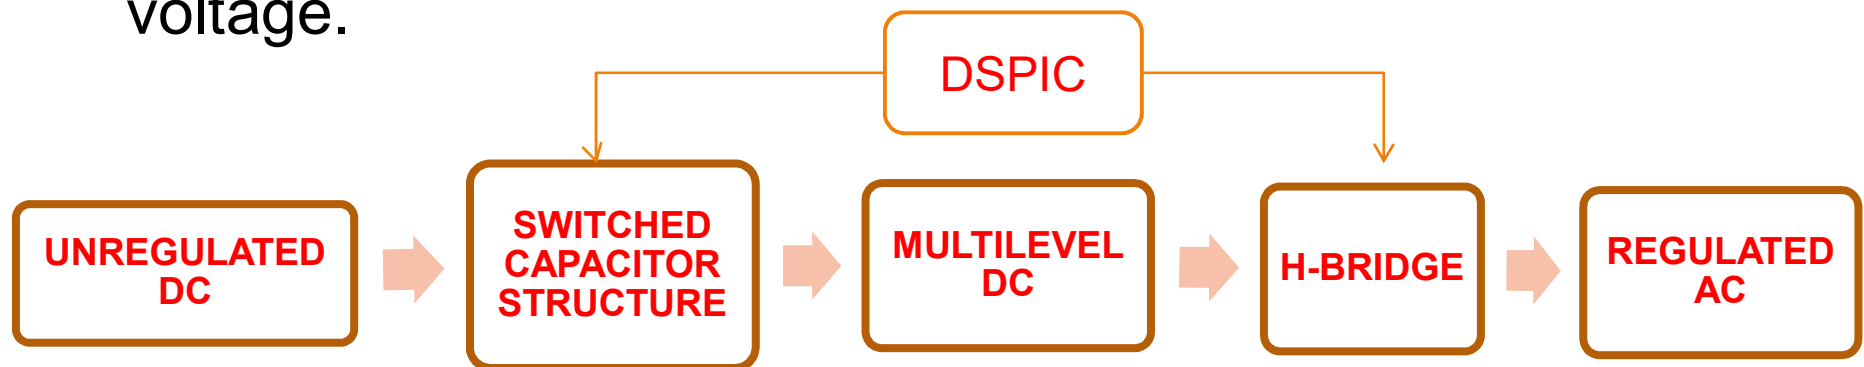 voltage.
DSPIC
UNREGULATED
DC
SWITCHED
CAPACITOR
STRUCTURE
MULTILEVEL
DC
H-BRIDGE
REGULATED
AC